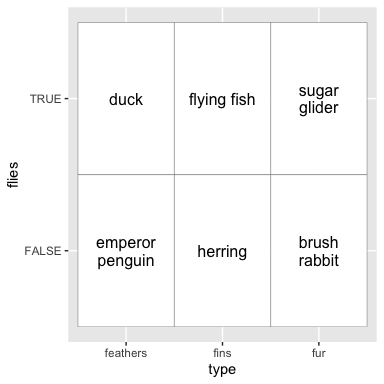 flies
TRUE
duck
flying fish
sugar
glider
FALSE
emperor
penguin
herring
brush
rabbit
feathers
fins
fur
type